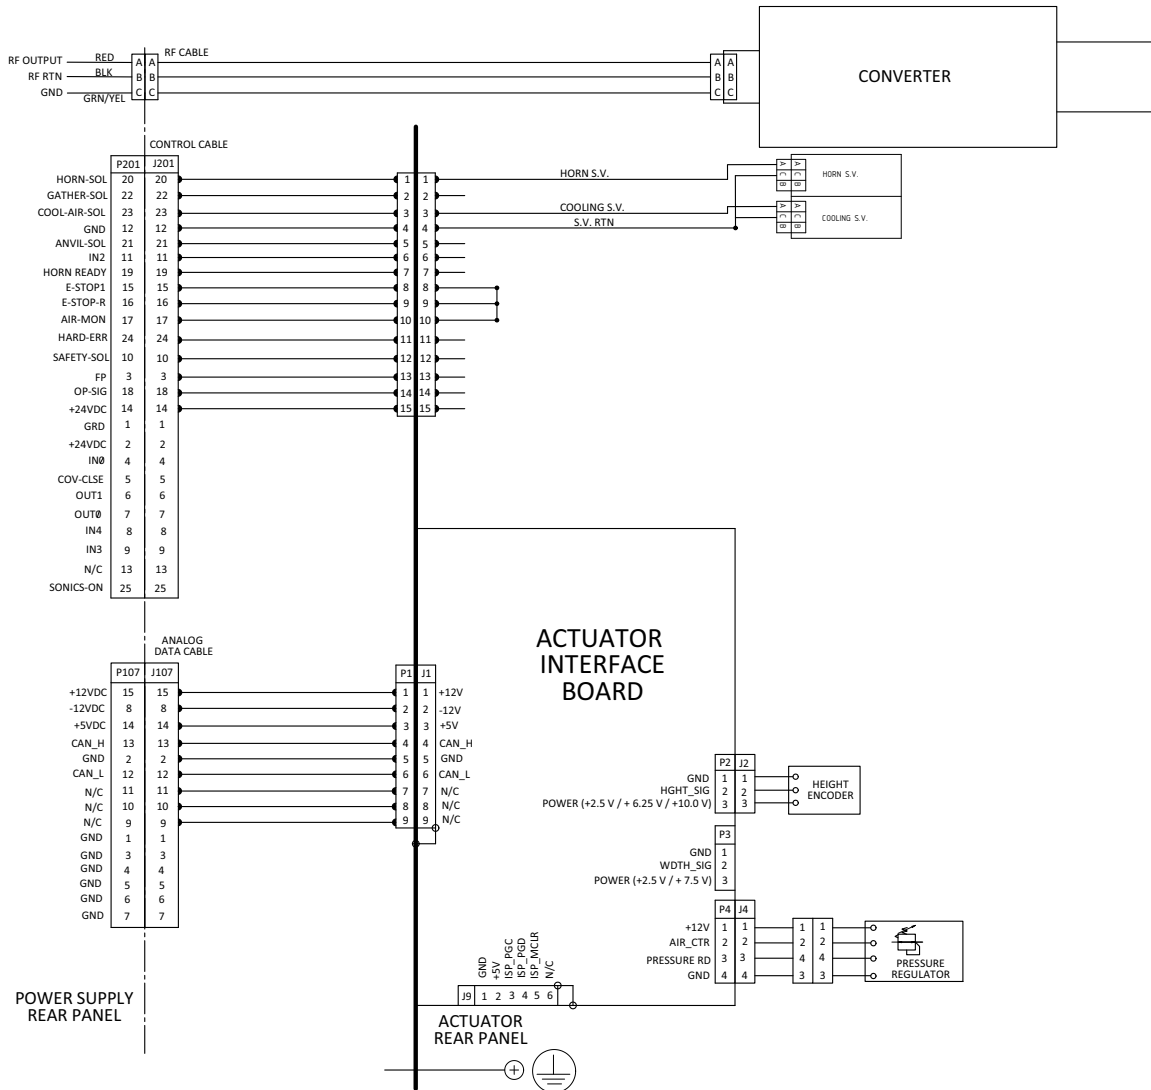 RF OUTPUT RED A A RF CABLE A A
RF RTN BLK B B B B
GND GRN/YEL C C C C
CONVERTER
CONTROL CABLE
P201 J201
HORN-SOL 20 20 1 1 HORN S.V. A C B HORN S.V.
GATHER-SOL 22 22 2 2
COOL-AIR-SOL 23 23 3 3 COOLING S.V. A C B COOLING S.V.
GND 12 12 4 4 S.V. RTN
ANVIL-SOL 21 21 5 5
IN2 11 11 6 6
HORN READY 19 19 7 7
E-STOP1 15 15 8 8
E-STOP-R 16 16 9 9
AIR-MON 17 17 10 10
HARD-ERR 24 24 11 11
SAFETY-SOL 10 10 12 12
FP 3 3 13 13
OP-SIG 18 18 14 14
+24VDC 14 14 15 15
GRD 1 1
+24VDC 2 2
IN0 4 4
COV-CLSE 5 5
OUT1 6 6
OUT0 7 7
IN4 8 8
IN3 9 9
N/C 13 13
SONICS-ON 25 25
ACTUATOR
INTERFACE
BOARD
ANALOG
DATA CABLE
P107 J107 P1 J1
+12VDC 15 15 1 1 +12V
-12VDC 8 8 2 2 -12V
+5VDC 14 14 3 3 +5V
CAN_H 13 13 4 4 CAN_H
GND 2 2 5 5 GND
CAN_L 12 12 6 6 CAN_L
N/C 11 11 7 7 N/C
N/C 10 10 8 8 N/C
N/C 9 9 9 9 N/C
GND 1 1
GND 3 3
GND 4 4
GND 5 5
GND 6 6
GND 7 7
P2 J2
GND 1 1
HGHT_SIG 2 2
POWER (+2.5 V / + 6.25 V / +10.0 V) 3 3
HEIGHT
ENCODER
P3
GND 1
WDTH_SIG 2
POWER (+2.5 V / + 7.5 V) 3
P4 J4
+12V 1 1 1 1
AIR_CTR 2 2 2 2
PRESSURE RD 3 3 4 4
GND 4 4 3 3
PRESSURE
REGULATOR
GND
+5V
ISP_PGC
ISP_PGD
ISP_MCLR
N/C
J9 1 2 3 4 5 6
POWER SUPPLY
REAR PANEL
ACTUATOR
REAR PANEL